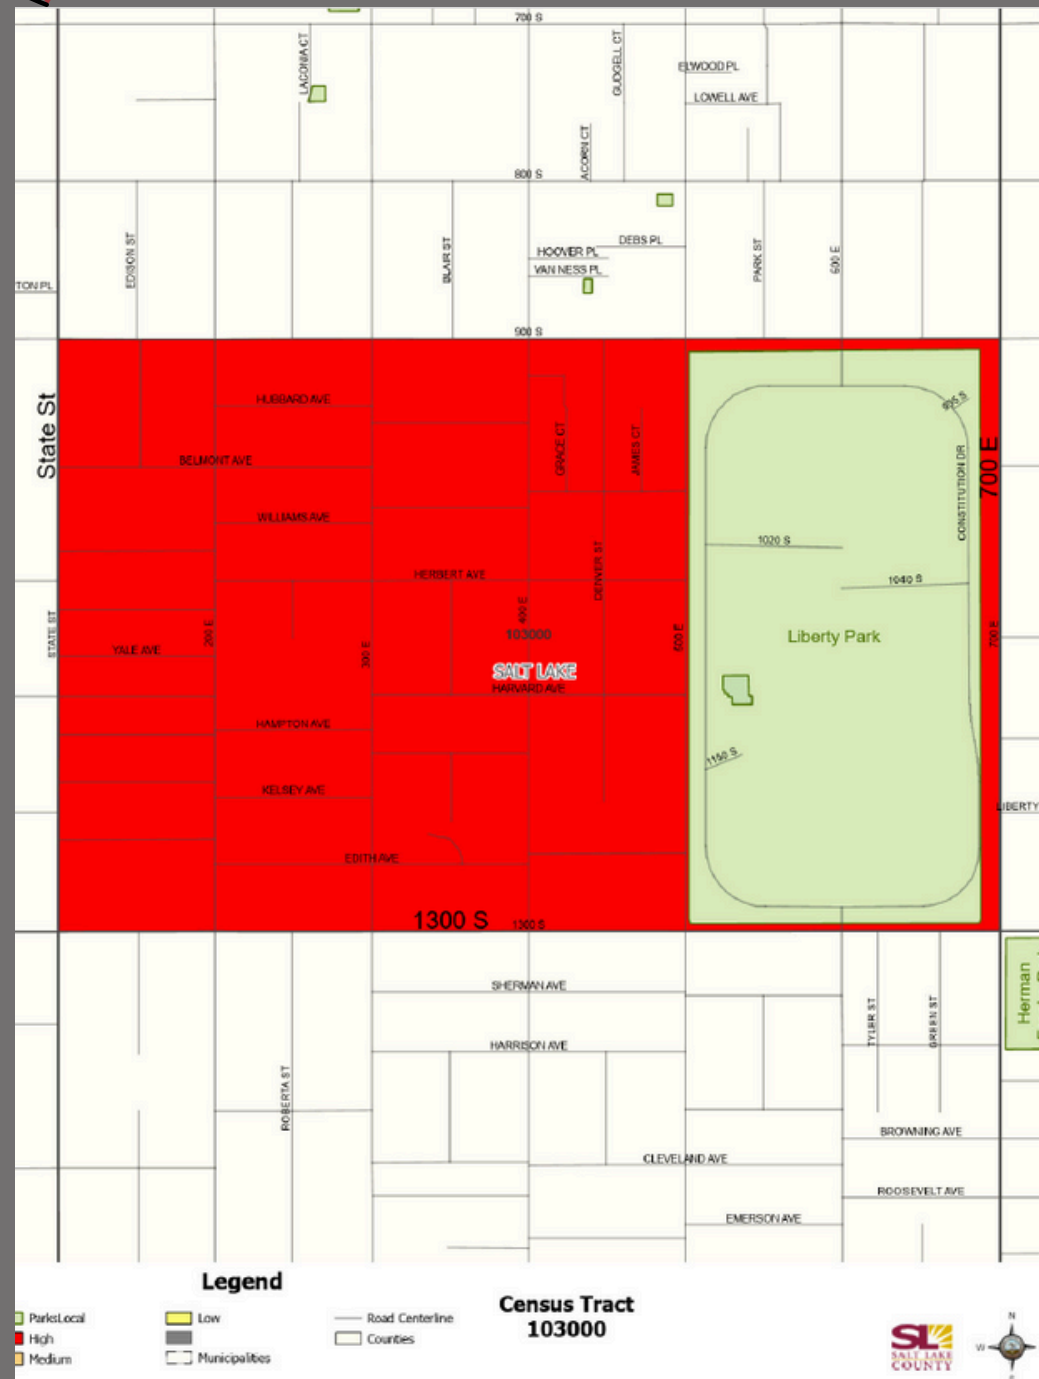 700 S
LACONIA CT
GUDGELL CT
ELWOOD PL
LOWELL AVE
ACORN CT
800 S
EDISON ST
BLAIR ST
DEBS PL
HOOVER PL
VAN NESS PL
PARK ST
600 E
TON PL
900 S
State St
HUBBARD AVE
GRACE CT
JAMES CT
935 S
700 E
CONSTITUTION DR
BELMONT AVE
WILLIAMS AVE
1020 S
HERBERT AVE
DENVER ST
1040 S
STATE ST
200 E
300 E
400 E
103000
500 E
Liberty Park
700 E
YALE AVE
SALT LAKE
HARVARD AVE
HAMPTON AVE
1150 S
KELSEY AVE
LIBERTY
EDITH AVE
1300 S
1300 S
SHERMAN AVE
Herman
TYLER ST
GREEN ST
HARRISON AVE
ROBERTA ST
BROWNING AVE
CLEVELAND AVE
ROOSEVELT AVE
EMERSON AVE
Legend
ParksLocal
High
Medium
Low
Municipalities
Road Centerline
Counties
Census Tract
103000
SL
SALT LAKE
COUNTY
N
W